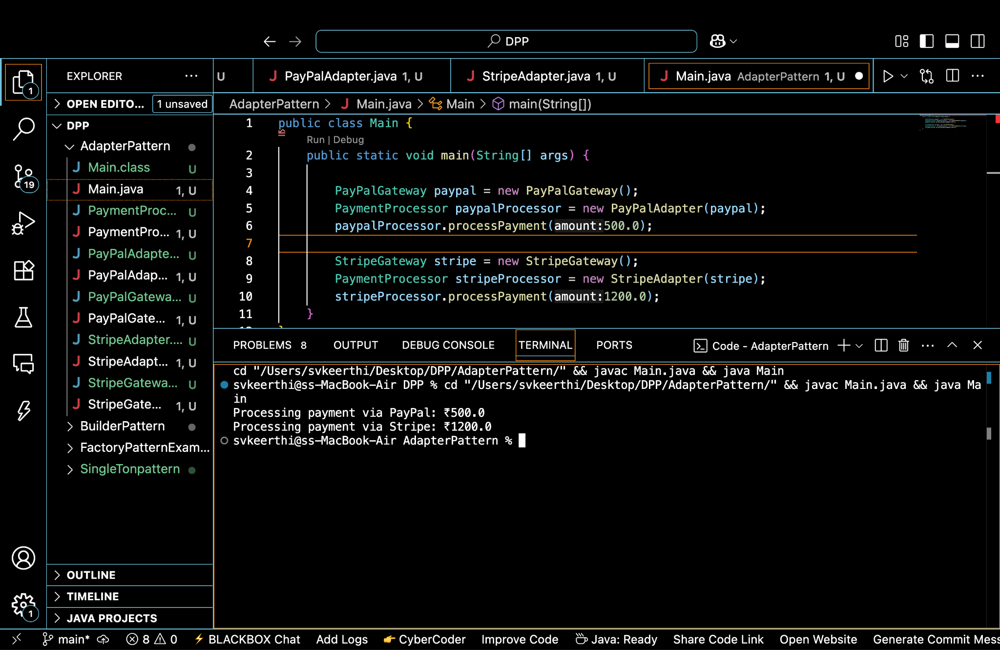 DPP
EXPLORER
U
PayPalAdapter.java 1, U
StripeAdapter.java 1, U
Main.java AdapterPattern 1, U
1
OPEN EDITO... 1 unsaved
AdapterPattern > Main.java > Main > main(String[])
DPP
AdapterPattern
Main.class U
Main.java 1, U
PaymentProc... U
PaymentPro... 1, U
PayPalAdapte... U
PayPalAdap... 1, U
PayPalGatewa... U
PayPalGate... 1, U
StripeAdapter.... U
StripeAdapt... 1, U
StripeGatewa... U
StripeGate... 1, U
BuilderPattern
FactoryPatternExam...
SingleTonpattern
19
1 public class Main {
Run | Debug
2 public static void main(String[] args) {
3
4 PayPalGateway paypal = new PayPalGateway();
5 PaymentProcessor paypalProcessor = new PayPalAdapter(paypal);
6 paypalProcessor.processPayment(amount:500.0);
7
8 StripeGateway stripe = new StripeGateway();
9 PaymentProcessor stripeProcessor = new StripeAdapter(stripe);
10 stripeProcessor.processPayment(amount:1200.0);
11 }
PROBLEMS 8 OUTPUT DEBUG CONSOLE TERMINAL PORTS Code - AdapterPattern
cd "/Users/svkeerthi/Desktop/DPP/AdapterPattern/" && javac Main.java && java Main
svkeerthi@ss-MacBook-Air DPP % cd "/Users/svkeerthi/Desktop/DPP/AdapterPattern/" && javac Main.java && java Ma
in
Processing payment via PayPal: ₹500.0
Processing payment via Stripe: ₹1200.0
svkeerthi@ss-MacBook-Air AdapterPattern %
OUTLINE
TIMELINE
JAVA PROJECTS
1
main* 8 0 BLACKBOX Chat Add Logs CyberCoder Improve Code Java: Ready Share Code Link Open Website Generate Commit Mess